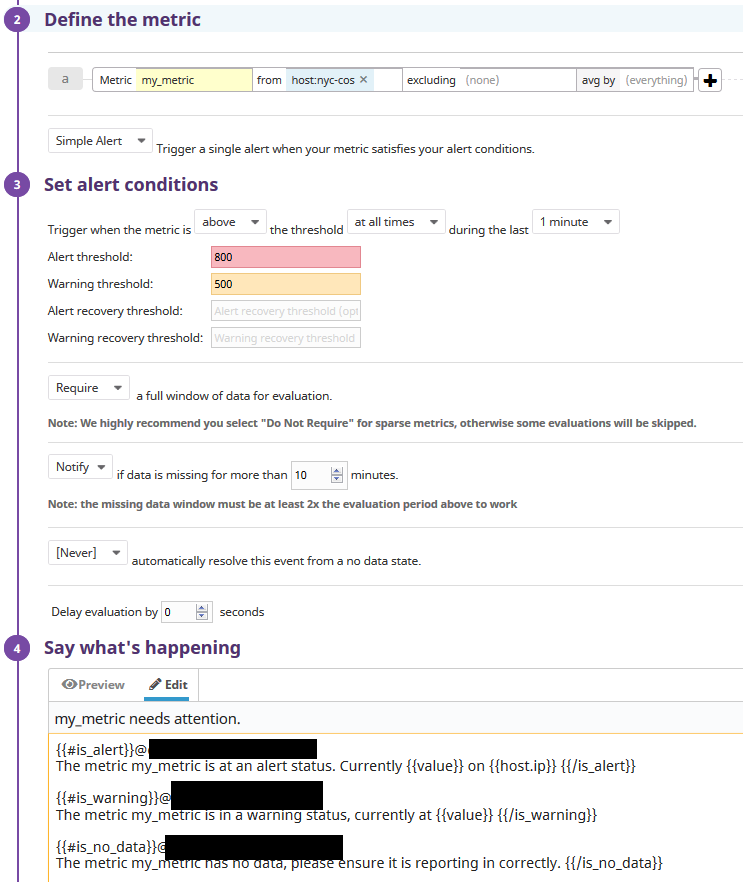 2 Define the metric
a Metric my_metric from host:nyc-cos × excluding (none) avg by (everything)
Simple Alert Trigger a single alert when your metric satisfies your alert conditions.
3 Set alert conditions
Trigger when the metric is above the threshold at all times during the last 1 minute
Alert threshold: 800
Warning threshold: 500
Alert recovery threshold: Alert recovery threshold (opt
Warning recovery threshold: Warning recovery threshold
Require a full window of data for evaluation.
Note: We highly recommend you select "Do Not Require" for sparse metrics, otherwise some evaluations will be skipped.
Notify if data is missing for more than 10 minutes.
Note: the missing data window must be at least 2x the evaluation period above to work
[Never] automatically resolve this event from a no data state.
Delay evaluation by 0 seconds
4 Say what's happening
Preview Edit
my_metric needs attention.
{{#is_alert}}@
The metric my_metric is at an alert status. Currently {{value}} on {{host.ip}} {{/is_alert}}
{{#is_warning}}@
The metric my_metric is in a warning status, currently at {{value}} {{/is_warning}}
{{#is_no_data}}@
The metric my_metric has no data, please ensure it is reporting in correctly. {{/is_no_data}}